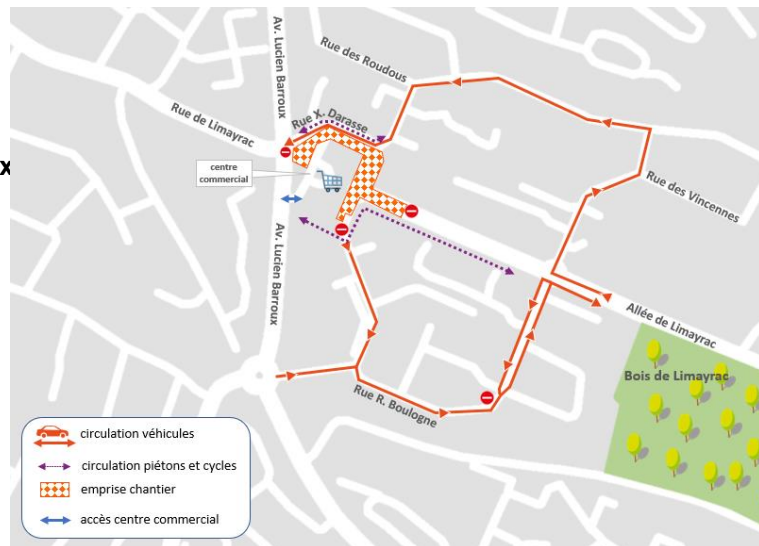 Av. Lucien Barroux
Rue des Roudous
Rue de Limayrac
Rue X. Darasse
x
centre
commercial
Rue des Vincennes
Av. Lucien Barroux
Allée de Limayrac
Bois de Limayrac
Rue R. Boulogne
circulation véhicules
circulation piétons et cycles
emprise chantier
accès centre commercial